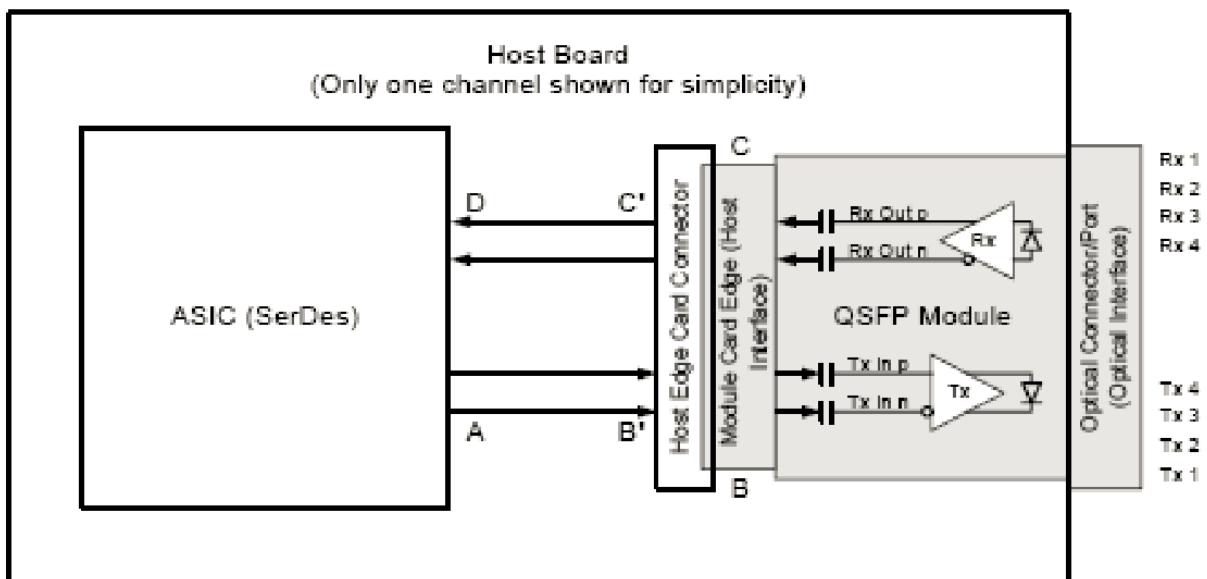 Host Board
(Only one channel shown for simplicity)
ASIC (SerDes)
D
C'
A
B'
Host Edge Card Connector
C
Module Card Edge (Host
Interface)
B
Rx Out p
Rx Out n
Rx
QSFP Module
Tx In p
Tx In n
Tx
Optical Connector/Port
(Optical Interface)
Rx 1
Rx 2
Rx 3
Rx 4
Tx 4
Tx 3
Tx 2
Tx 1